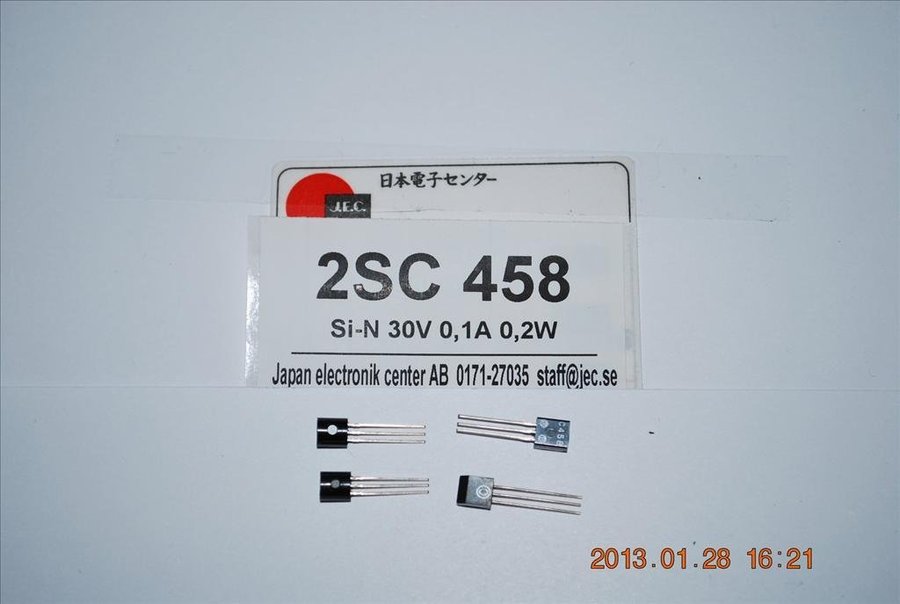 日本電子センター
J.E.C.
2SC 458
Si-N 30V 0,1A 0,2W
Japan electronik center AB 0171-27035 staff@jec.se
C458
2013.01.28 16:21